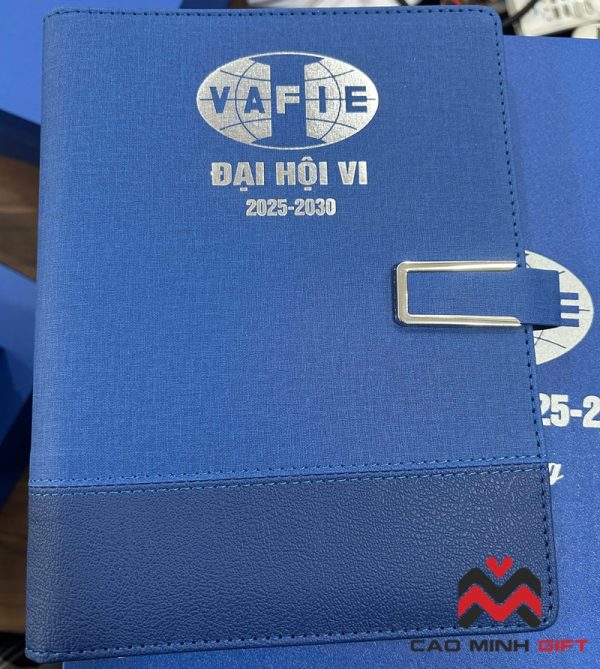 VAFIE
ĐẠI HỘI VI
2025-2030
CAO MINH GIFT